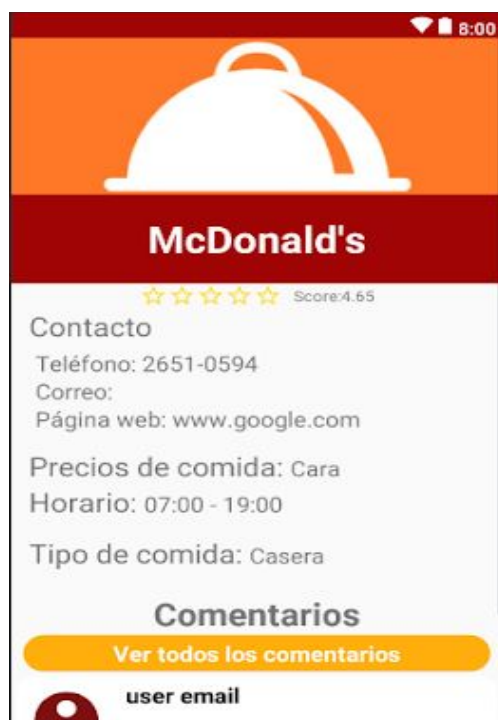 8:00
McDonald's
Score:4.65
Contacto
Teléfono: 2651-0594
Correo:
Página web: www.google.com
Precios de comida: Cara
Horario: 07:00 - 19:00
Tipo de comida: Casera
Comentarios
Ver todos los comentarios
user email